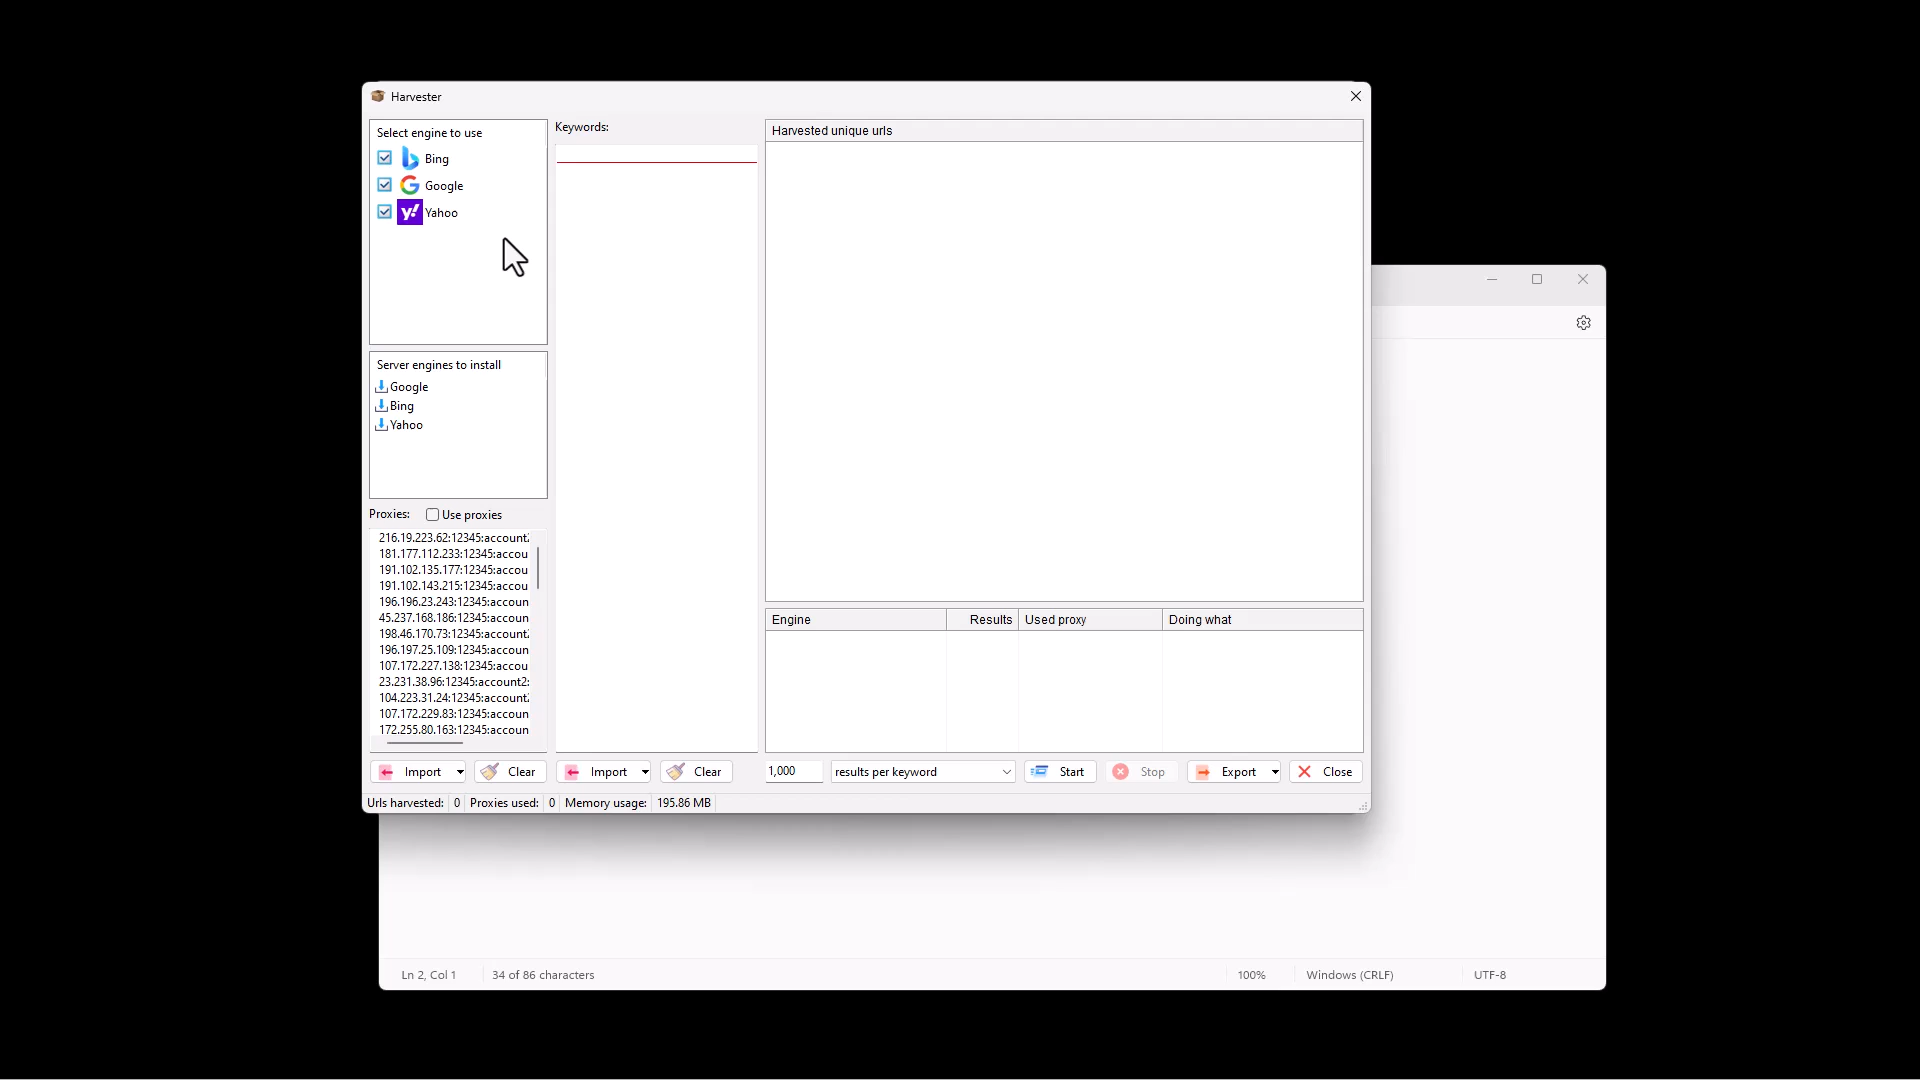 Harvester
Select engine to use
Bing
Google
Yahoo
Server engines to install
Google
Bing
Yahoo
Proxies:
Use proxies
216.19.223.62:12345:account
181.177.112.233:12345:accou
191.102.135.177:12345:accou
191.102.143.215:12345:accou
196.196.23.243:12345:accoun
45.237.168.186:12345:accoun
198.46.170.73:12345:account
196.197.25.109:12345:accoun
107.172.227.138:12345:accou
23.231.38.96:12345:account2:
104.223.31.24:12345:account
107.172.229.83:12345:accoun
172.255.80.163:12345:accoun
Import
Clear
Keywords:
Import
Clear
Harvested unique urls
Engine
Results
Used proxy
Doing what
1,000
results per keyword
Start
Stop
Export
Close
Urls harvested: 0
Proxies used: 0
Memory usage: 195.86 MB
Ln 2, Col 1
34 of 86 characters
100%
Windows (CRLF)
UTF-8